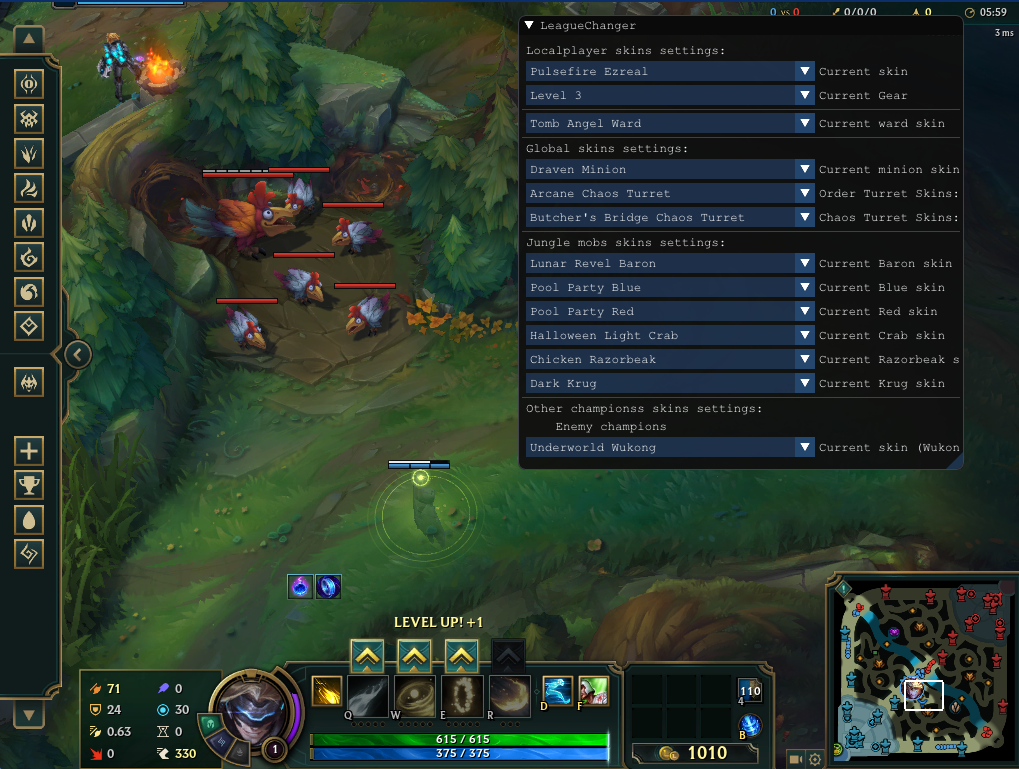 0 vs 0 0/0/0 0 05:59
3 ms
LeagueChanger
Localplayer skins settings:
Pulsefire Ezreal Current skin
Level 3 Current Gear
Tomb Angel Ward Current ward skin
Global skins settings:
Draven Minion Current minion skin
Arcane Chaos Turret Order Turret Skins:
Butcher's Bridge Chaos Turret Chaos Turret Skins:
Jungle mobs skins settings:
Lunar Revel Baron Current Baron skin
Pool Party Blue Current Blue skin
Pool Party Red Current Red skin
Halloween Light Crab Current Crab skin
Chicken Razorbeak Current Razorbeak s
Dark Krug Current Krug skin
Other championss skins settings:
Enemy champions
Underworld Wukong Current skin (Wukon
LEVEL UP! +1
71 0
24 30
0.63 0
0 330
1
Q W E R D F
615 / 615
375 / 375
110
4
B
1010